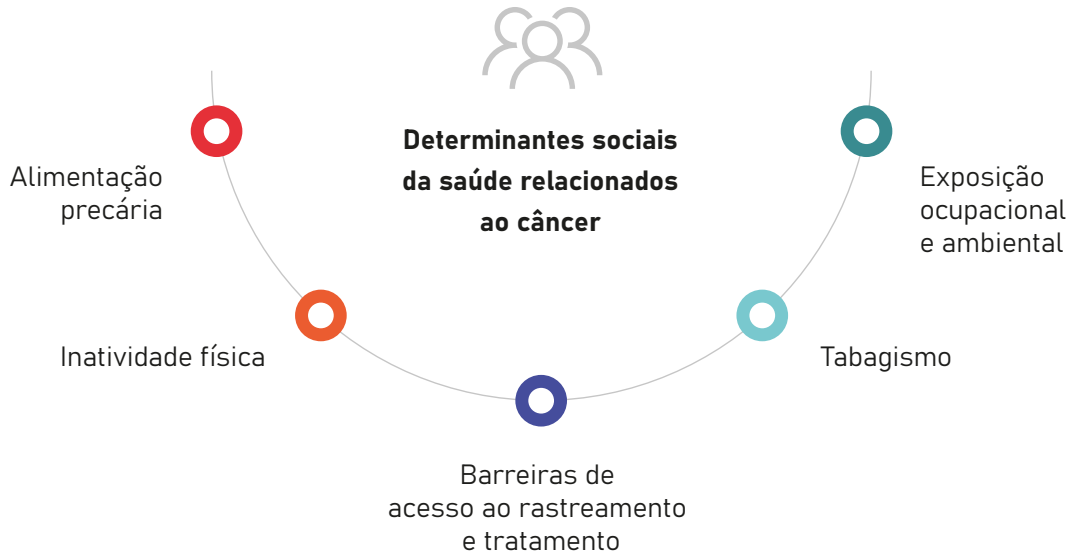 Determinantes sociais
da saúde relacionados
ao câncer
Alimentação
precária
Inatividade física
Barreiras de
acesso ao rastreamento
e tratamento
Tabagismo
Exposição
ocupacional
e ambiental